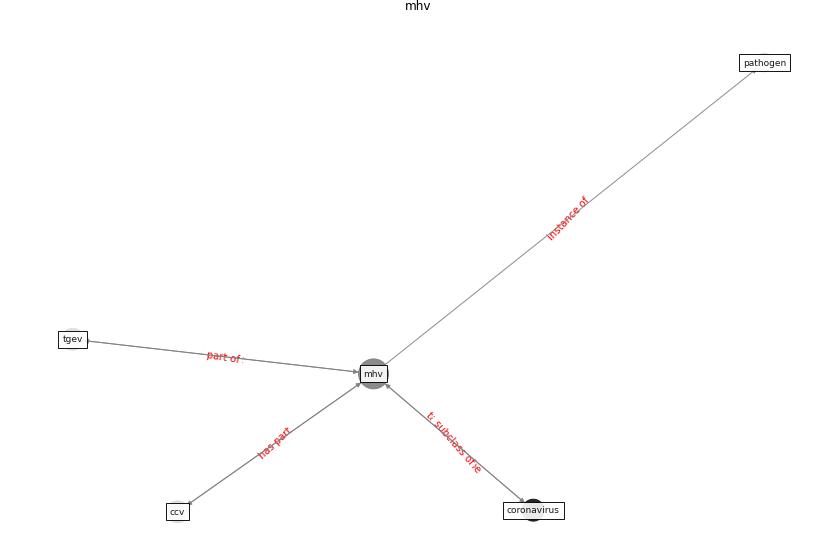 mhv
pathogen
instance of
tgev
part of
mhv
has part
subclass of
ccv
coronavirus